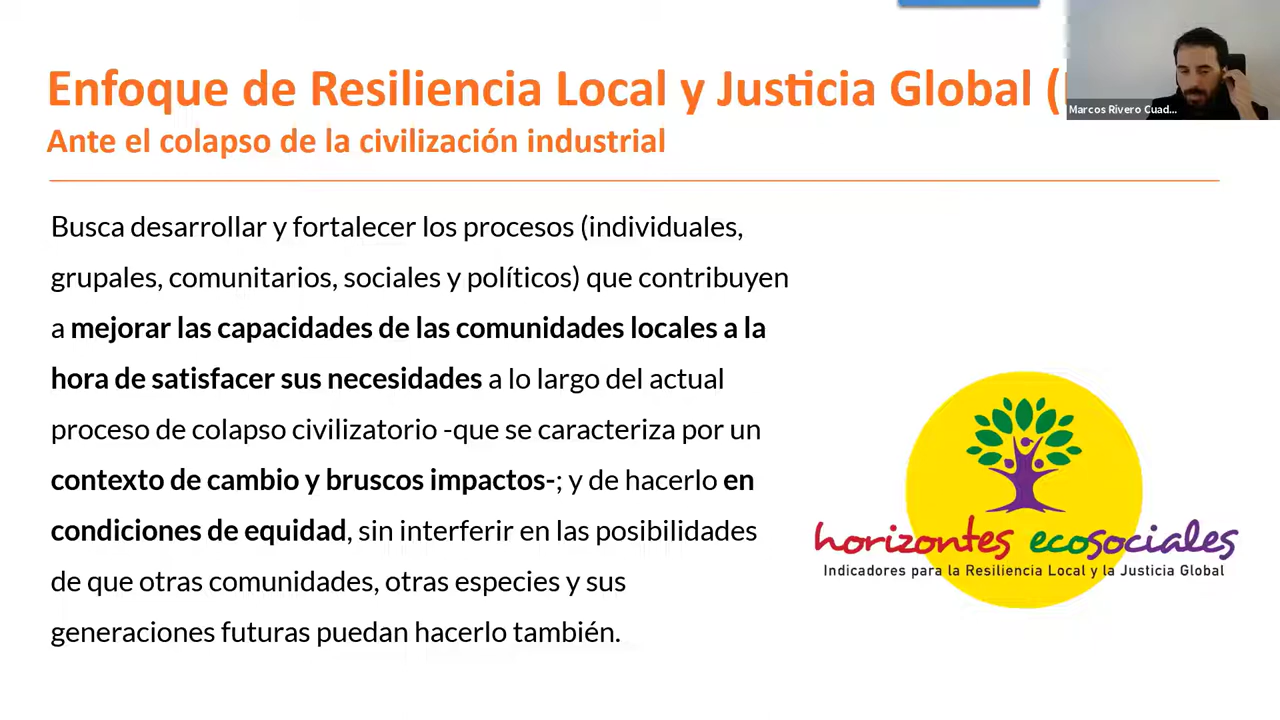 Enfoque de Resiliencia Local y Justicia Global (
Marcos Rivero Cuad...
Ante el colapso de la civilización industrial
Busca desarrollar y fortalecer los procesos (individuales,
grupales, comunitarios, sociales y políticos) que contribuyen
a mejorar las capacidades de las comunidades locales a la
hora de satisfacer sus necesidades a lo largo del actual
proceso de colapso civilizatorio -que se caracteriza por un
contexto de cambio y bruscos impactos-; y de hacerlo en
condiciones de equidad, sin interferir en las posibilidades
de que otras comunidades, otras especies y sus
generaciones futuras puedan hacerlo también.
horizontes ecosociales
Indicadores para la Resiliencia Local y la Justicia Global